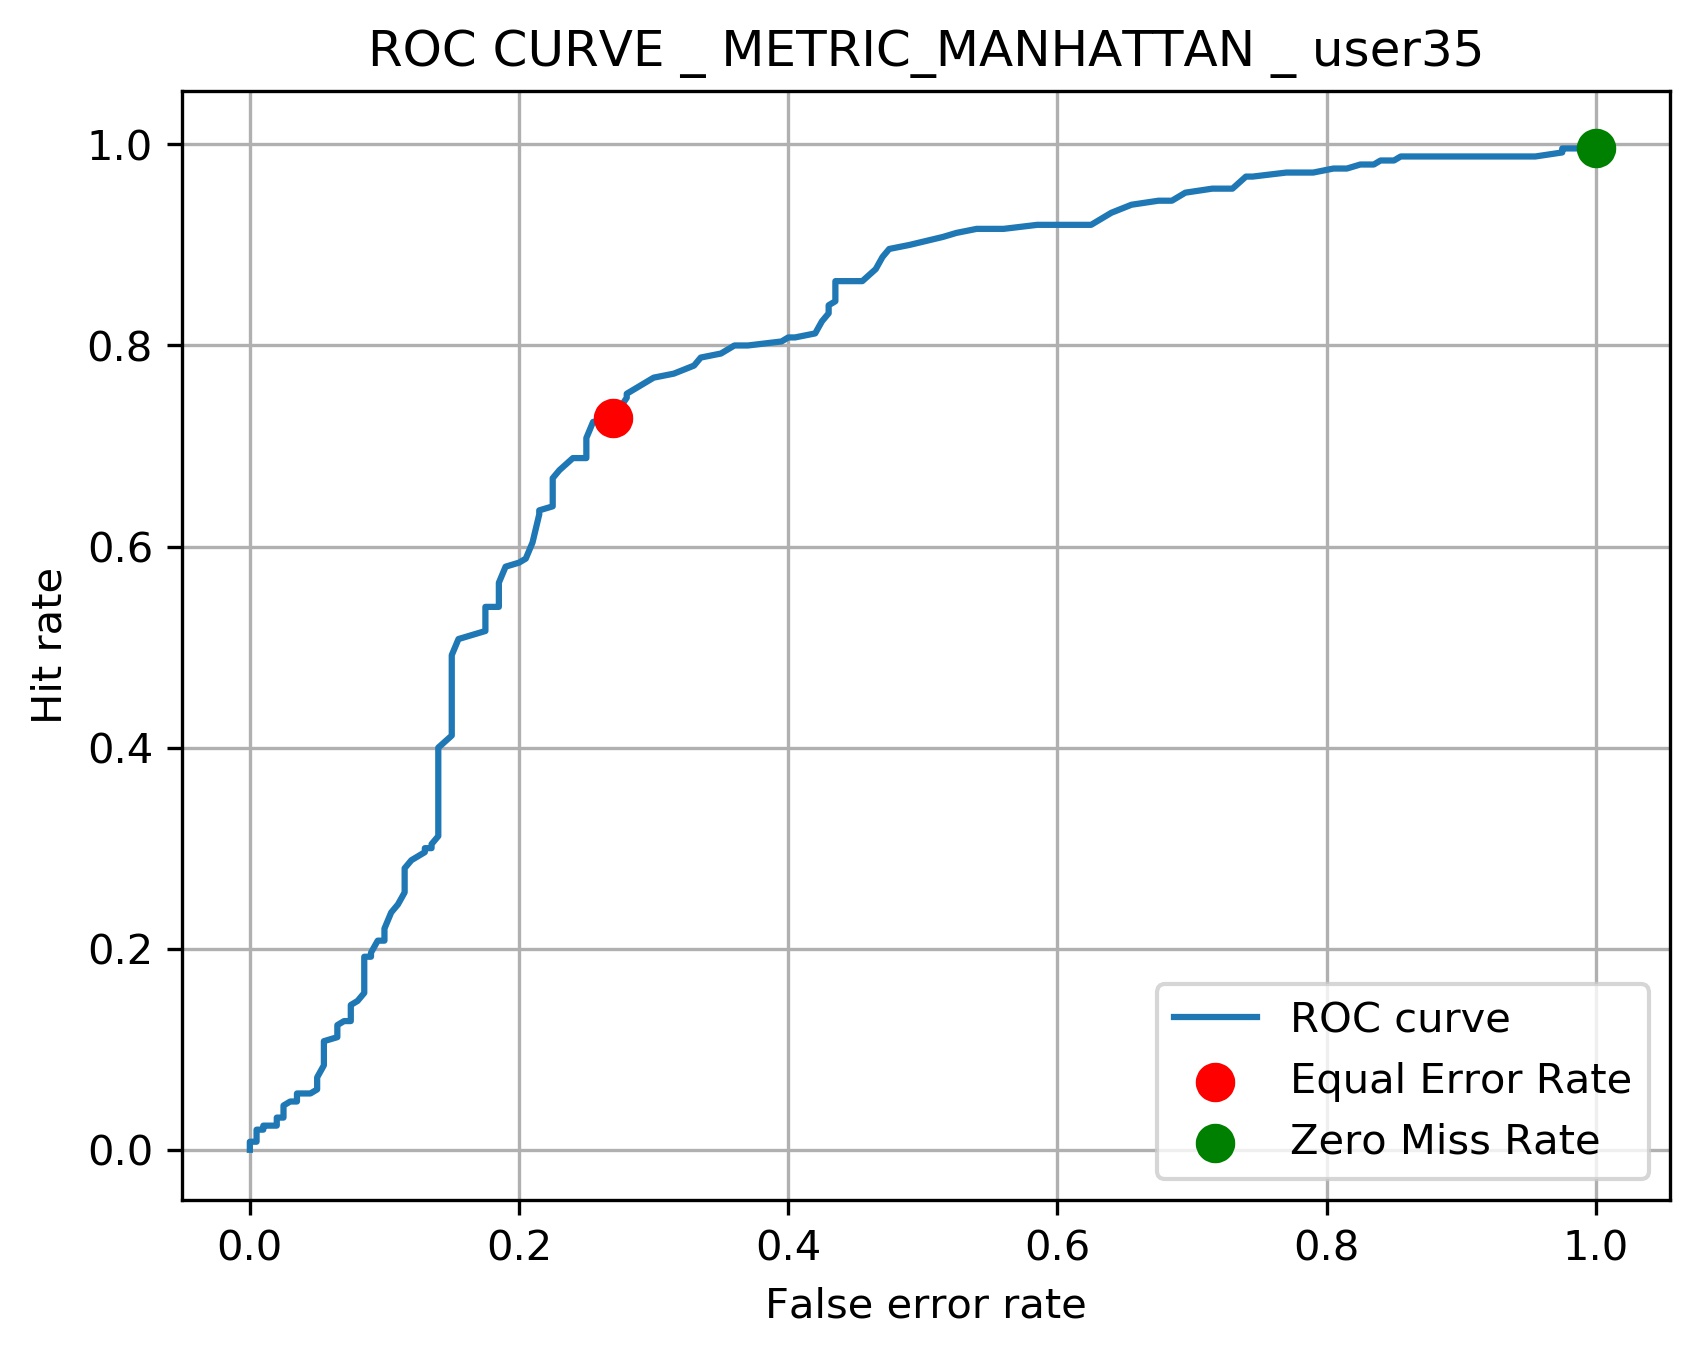 ROC CURVE _ METRIC_MANHATTAN _ user35
1.0
0.8
0.6
0.4
0.2
0.0
Hit rate
0.0 0.2 0.4 0.6 0.8 1.0
False error rate
ROC curve
Equal Error Rate
Zero Miss Rate